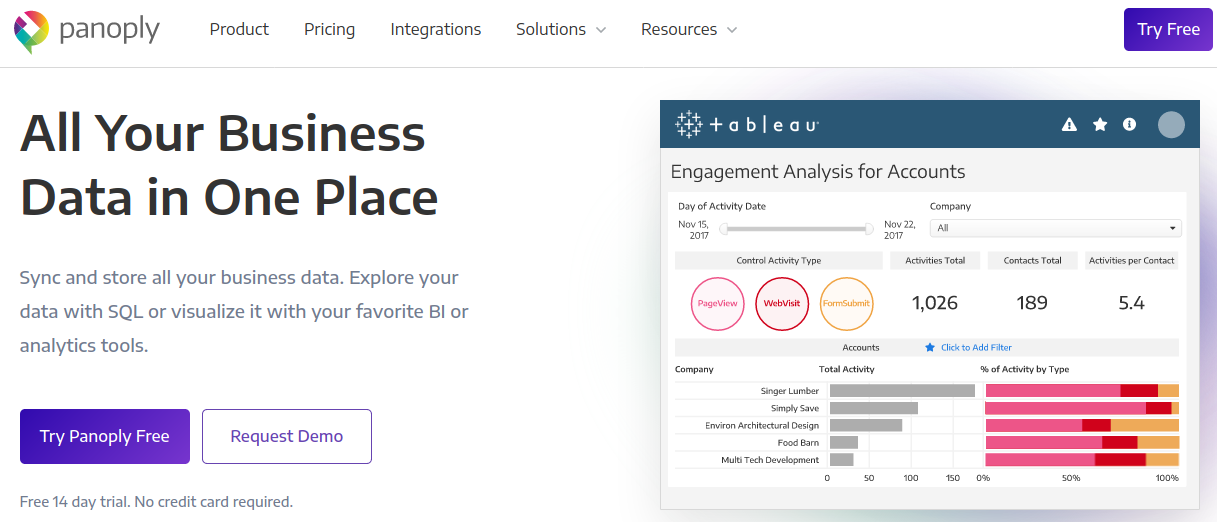 panoply
Product Pricing Integrations Solutions Resources
Try Free
All Your Business
Data in One Place
Sync and store all your business data. Explore your
data with SQL or visualize it with your favorite BI or
analytics tools.
Try Panoply Free Request Demo
Free 14 day trial. No credit card required.
+ableau
Engagement Analysis for Accounts
Day of Activity Date
Company
Nov 15,
2017
Nov 22,
2017
All
Control Activity Type
Activities Total
Contacts Total
Activities per Contact
PageView
WebVisit
FormSubmit
1,026
189
5.4
Accounts
Click to Add Filter
Company
Total Activity
% of Activity by Type
Singer Lumber
Simply Save
Environ Architectural Design
Food Barn
Multi Tech Development
0 50 100 150
0% 50% 100%